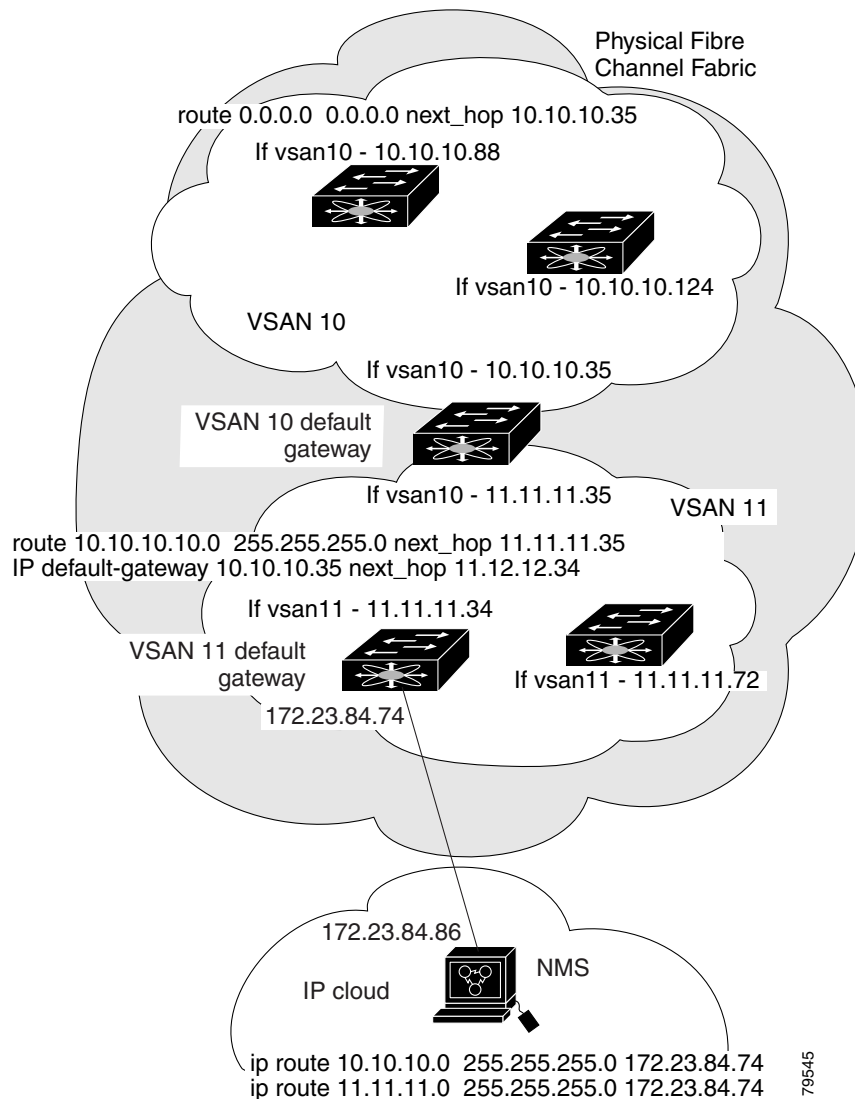 Physical Fibre
Channel Fabric
route 0.0.0.0 0.0.0.0 next_hop 10.10.10.35
If vsan10 - 10.10.10.88
If vsan10 - 10.10.10.124
VSAN 10
If vsan10 - 10.10.10.35
VSAN 10 default
gateway
If vsan10 - 11.11.11.35
VSAN 11
route 10.10.10.10.0 255.255.255.0 next_hop 11.11.11.35
IP default-gateway 10.10.10.35 next_hop 11.12.12.34
If vsan11 - 11.11.11.34
VSAN 11 default
gateway
If vsan11 - 11.11.11.72
172.23.84.74
172.23.84.86
NMS
IP cloud
ip route 10.10.10.0 255.255.255.0 172.23.84.74
ip route 11.11.11.0 255.255.255.0 172.23.84.74
79545